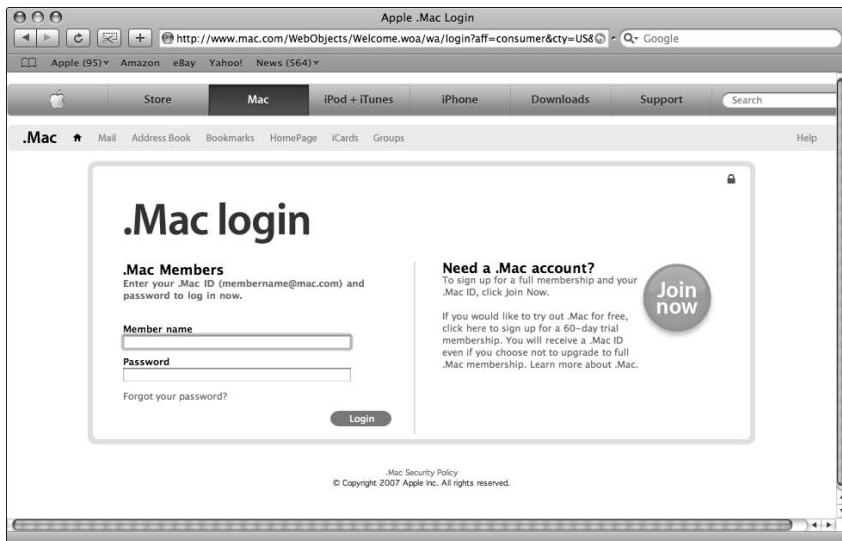 Apple .Mac Login
http://www.mac.com/WebObjects/Welcome.woa/wa/login?aff=consumer&cty=US&
Google
Apple (95)▾ Amazon eBay Yahoo! News (564)▾
Store Mac iPod + iTunes iPhone Downloads Support Search
.Mac Mail Address Book Bookmarks HomePage iCards Groups Help
.Mac login
.Mac Members
Enter your .Mac ID (membername@mac.com) and
password to log in now.
Member name
Password
Forgot your password?
Login
Need a .Mac account?
To sign up for a full membership and your
.Mac ID, click Join Now.
If you would like to try out .Mac for free,
click here to sign up for a 60-day trial
membership. You will receive a .Mac ID
even if you choose not to upgrade to full
.Mac membership. Learn more about .Mac.
Join
now
.Mac Security Policy
© Copyright 2007 Apple Inc. All rights reserved.